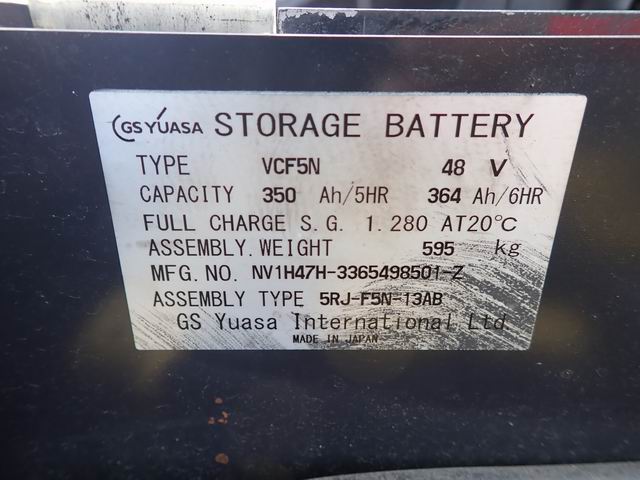 GS YUASA STORAGE BATTERY
TYPE VCF5N 48 V
CAPACITY 350 Ah/5HR 364 Ah/6HR
FULL CHARGE S.G. 1.280 AT20°C
ASSEMBLY.WEIGHT 595 kg
MFG. NO. NV1H47H-3365498501-Z
ASSEMBLY TYPE 5RJ-F5N-13AB
GS Yuasa International Ltd.
MADE IN JAPAN